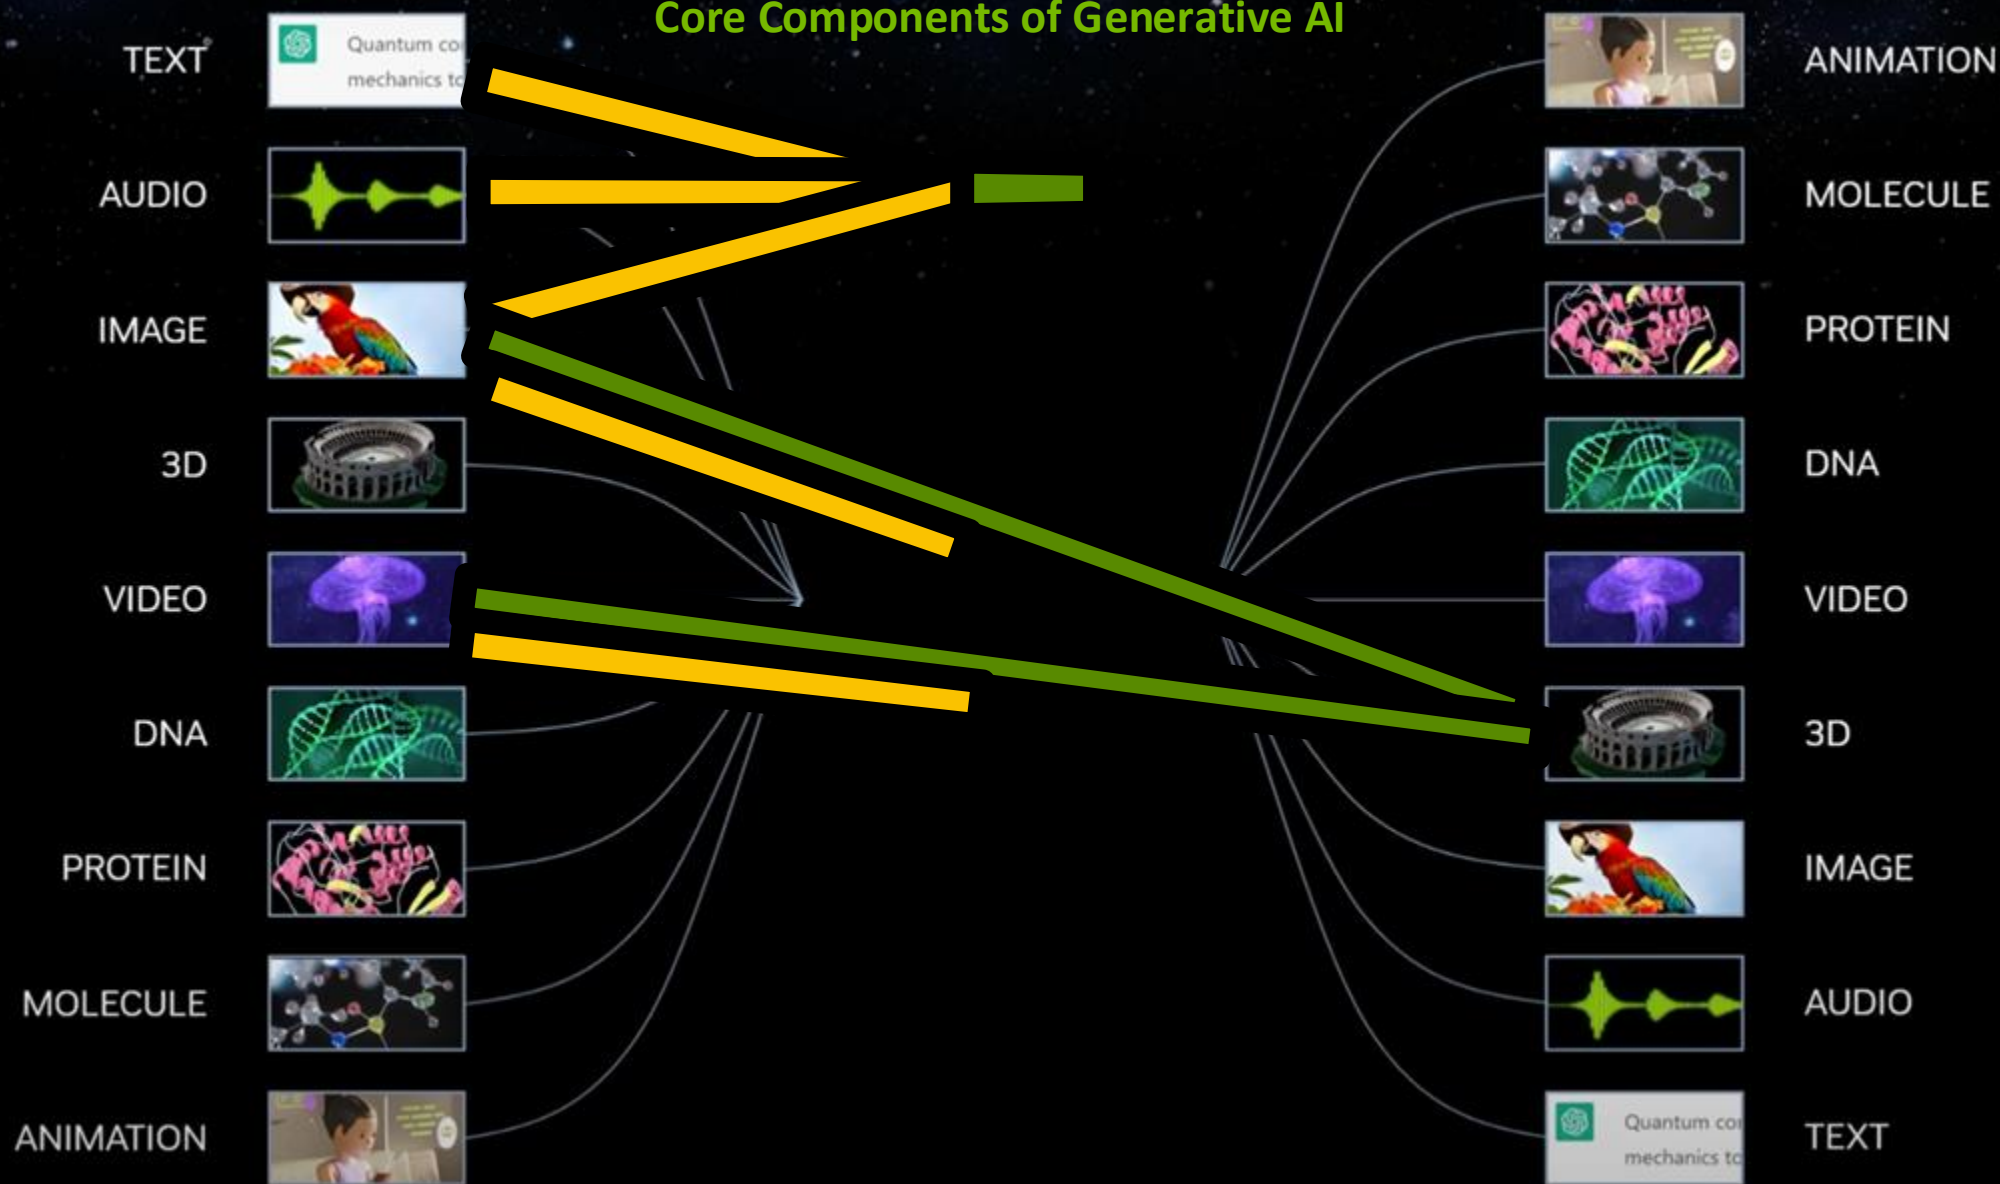 Core Components of Generative AI
TEXT
Quantum co
mechanics to
AUDIO
IMAGE
3D
VIDEO
DNA
PROTEIN
MOLECULE
ANIMATION
ANIMATION
MOLECULE
PROTEIN
DNA
VIDEO
3D
IMAGE
AUDIO
Quantum co
mechanics to
TEXT